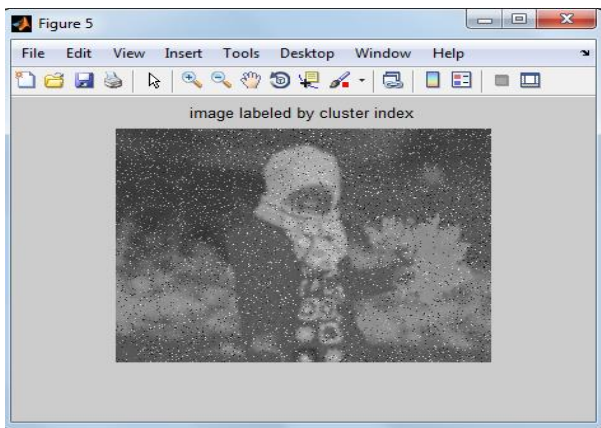 Figure 5
File Edit View Insert Tools Desktop Window Help
image labeled by cluster index